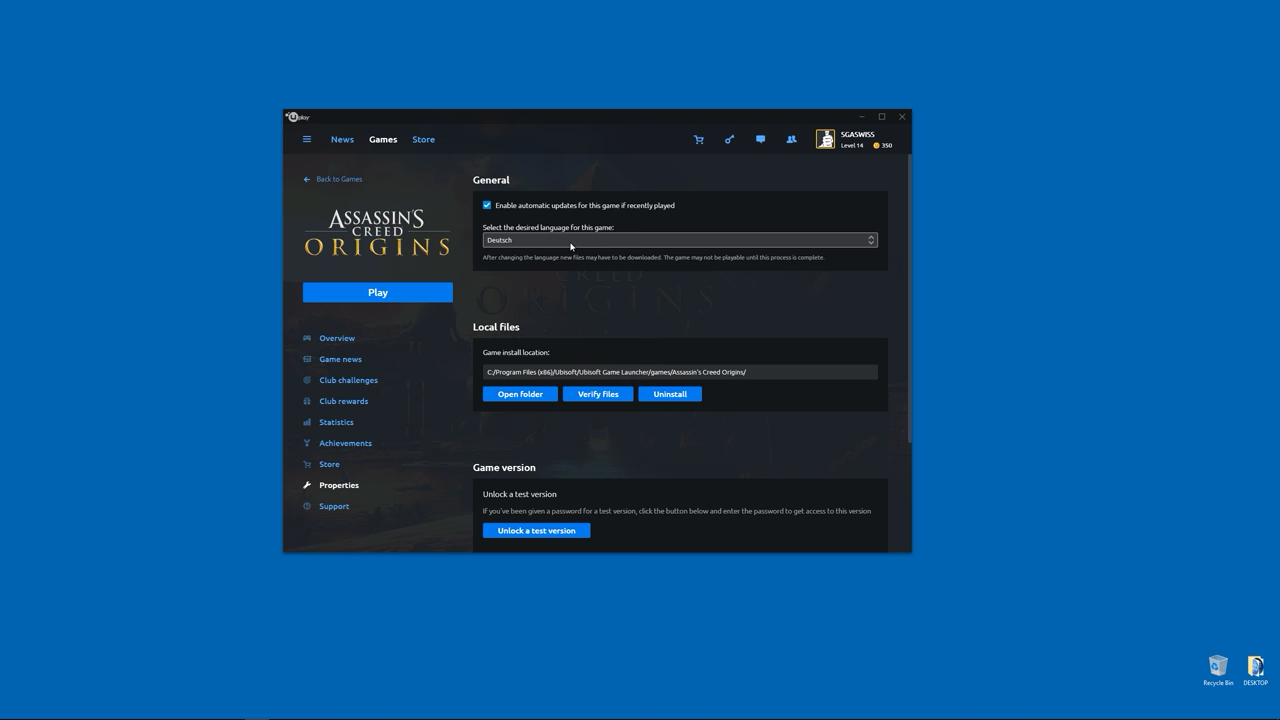 Uplay
News
Games
Store
SGASWISS
Level 14
350
Back to Games
ASSASSIN'S
CREED
ORIGINS
Play
Overview
Game news
Club challenges
Club rewards
Statistics
Achievements
Store
Properties
Support
General
Enable automatic updates for this game if recently played
Select the desired language for this game:
Deutsch
After changing the language new files may have to be downloaded. The game may not be playable until this process is complete.
CREED
ORIGINS
Local files
Game install location:
C:/Program Files (x86)/Ubisoft/Ubisoft Game Launcher/games/Assassin's Creed Origins/
Open folder
Verify files
Uninstall
Game version
Unlock a test version
If you've been given a password for a test version, click the button below and enter the password to get access to this version
Unlock a test version
Recycle Bin
DESKTOP